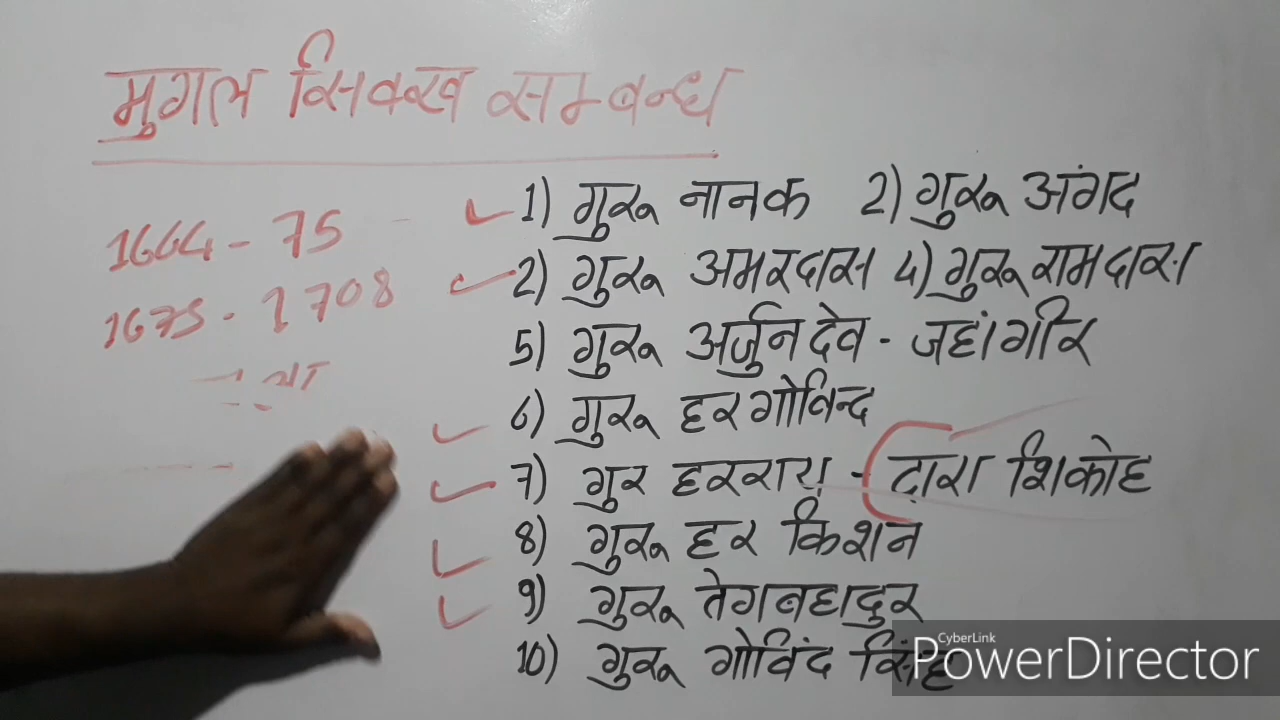 मुगल सिक्ख सम्बन्ध
1664 - 75
1675 - 1708
1) गुरू नानक 2) गुरू अंगद
2) गुरू अमरदास 4) गुरू रामदास
5) गुरू अर्जुन देव - जहांगीर
6) गुरू हरगोविन्द
7) गुर हरराय - दारा शिकोह
8) गुरू हर किशन
9) गुरू तेगबहादुर
10) गुरू गोविंद सिंह
CyberLink
PowerDirector